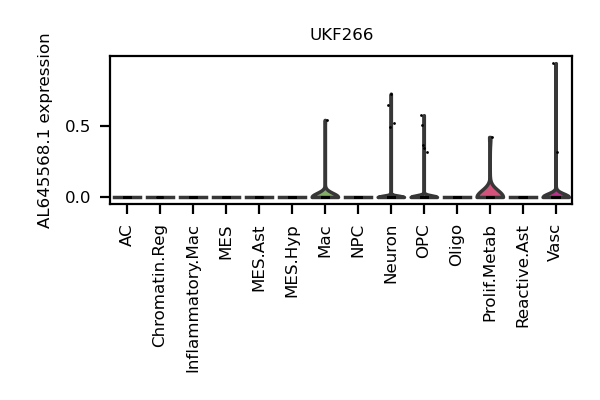 UKF266
AL645568.1 expression
0.5
0.0
AC
Chromatin.Reg
Inflammatory.Mac
MES
MES.Ast
MES.Hyp
Mac
NPC
Neuron
OPC
Oligo
Prolif.Metab
Reactive.Ast
Vasc